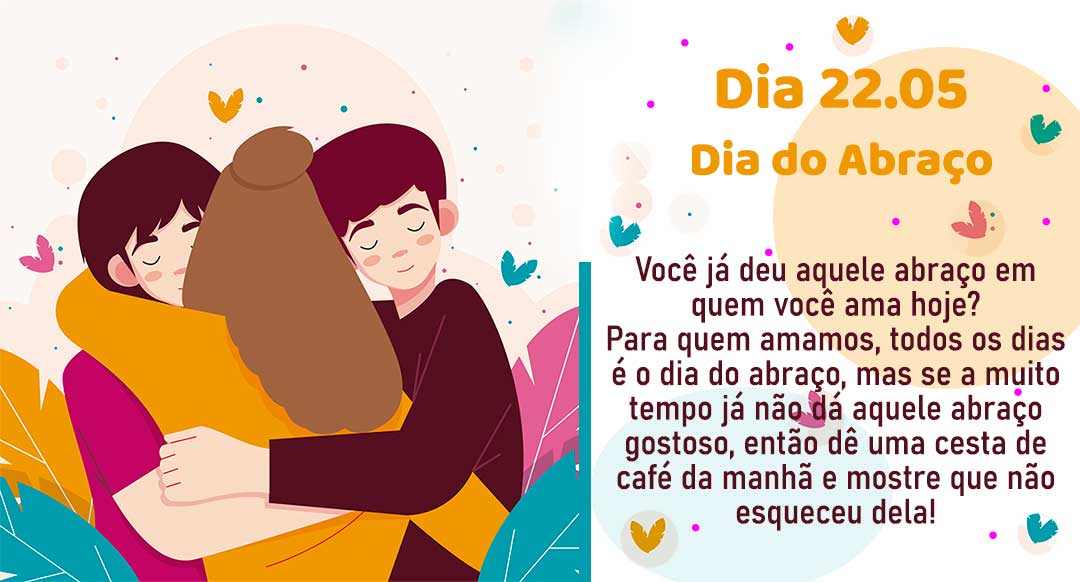 Dia 22.05
Dia do Abraço
Você já deu aquele abraço em
quem você ama hoje?
Para quem amamos, todos os dias
é o dia do abraço, mas se a muito
tempo já não dá aquele abraço
gostoso, então dê uma cesta de
café da manhã e mostre que não
esqueceu dela!